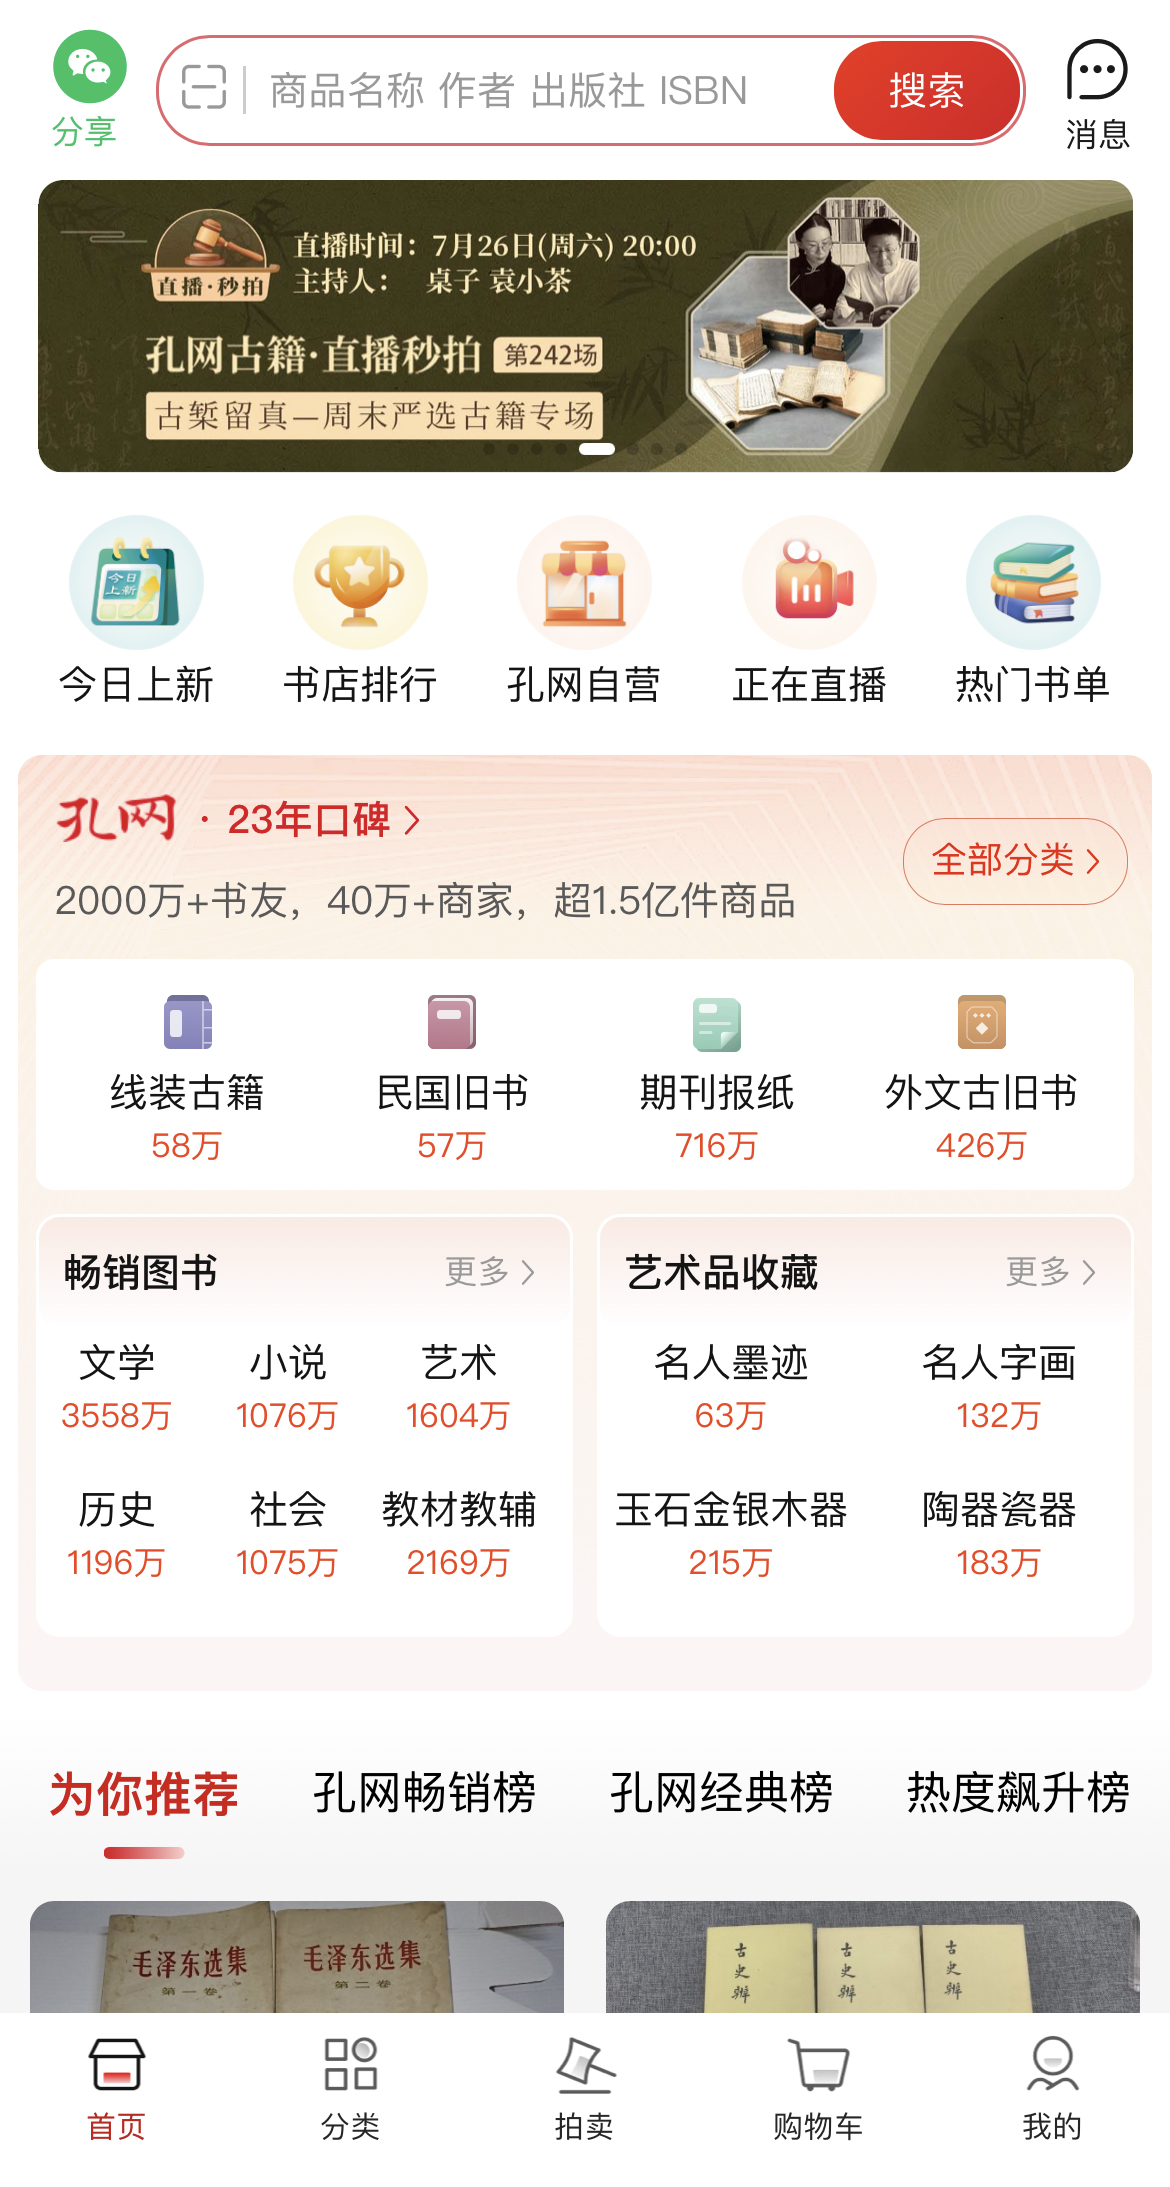 分享
商品名称 作者 出版社 ISBN
搜索
消息
直播·秒拍
直播时间：7月26日(周六) 20:00
主持人： 桌子 袁小茶
孔网古籍·直播秒拍 第242场
古椠留真—周末严选古籍专场
今日
上新
今日上新 书店排行 孔网自营 正在直播 热门书单
孔网 · 23年口碑
全部分类
2000万+书友，40万+商家，超1.5亿件商品
线装古籍 民国旧书 期刊报纸 外文古旧书
58万 57万 716万 426万
畅销图书 更多
文学 小说 艺术
3558万 1076万 1604万
历史 社会 教材教辅
1196万 1075万 2169万
艺术品收藏 更多
名人墨迹 名人字画
63万 132万
玉石金银木器 陶器瓷器
215万 183万
为你推荐 孔网畅销榜 孔网经典榜 热度飙升榜
毛泽东选集
第一卷
毛泽东选集
第二卷
古史辨
古史辨
古史辨
首页 分类 拍卖 购物车 我的